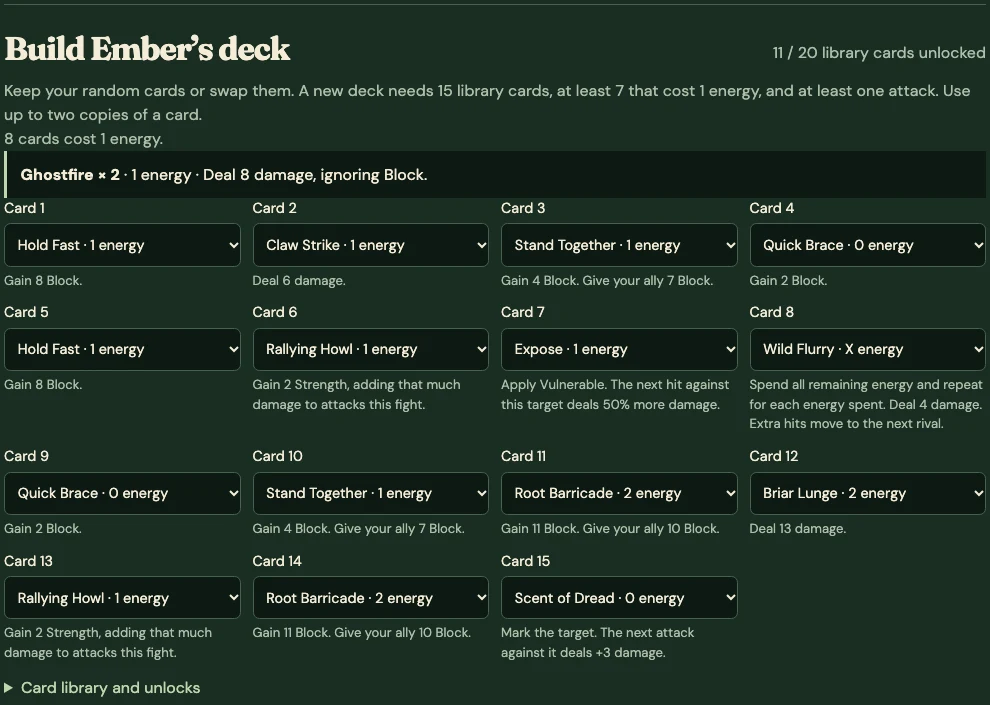 Build Ember’s deck
11 / 20 library cards unlocked
Keep your random cards or swap them. A new deck needs 15 library cards, at least 7 that cost 1 energy, and at least one attack. Use
up to two copies of a card.
8 cards cost 1 energy.
Ghostfire × 2 · 1 energy · Deal 8 damage, ignoring Block.
Card 1
Hold Fast · 1 energy
Gain 8 Block.
Card 2
Claw Strike · 1 energy
Deal 6 damage.
Card 3
Stand Together · 1 energy
Gain 4 Block. Give your ally 7 Block.
Card 4
Quick Brace · 0 energy
Gain 2 Block.
Card 5
Hold Fast · 1 energy
Gain 8 Block.
Card 6
Rallying Howl · 1 energy
Gain 2 Strength, adding that much
damage to attacks this fight.
Card 7
Expose · 1 energy
Apply Vulnerable. The next hit against
this target deals 50% more damage.
Card 8
Wild Flurry · X energy
Spend all remaining energy and repeat
for each energy spent. Deal 4 damage.
Extra hits move to the next rival.
Card 9
Quick Brace · 0 energy
Gain 2 Block.
Card 10
Stand Together · 1 energy
Gain 4 Block. Give your ally 7 Block.
Card 11
Root Barricade · 2 energy
Gain 11 Block. Give your ally 10 Block.
Card 12
Briar Lunge · 2 energy
Deal 13 damage.
Card 13
Rallying Howl · 1 energy
Gain 2 Strength, adding that much
damage to attacks this fight.
Card 14
Root Barricade · 2 energy
Gain 11 Block. Give your ally 10 Block.
Card 15
Scent of Dread · 0 energy
Mark the target. The next attack
against it deals +3 damage.
Card library and unlocks